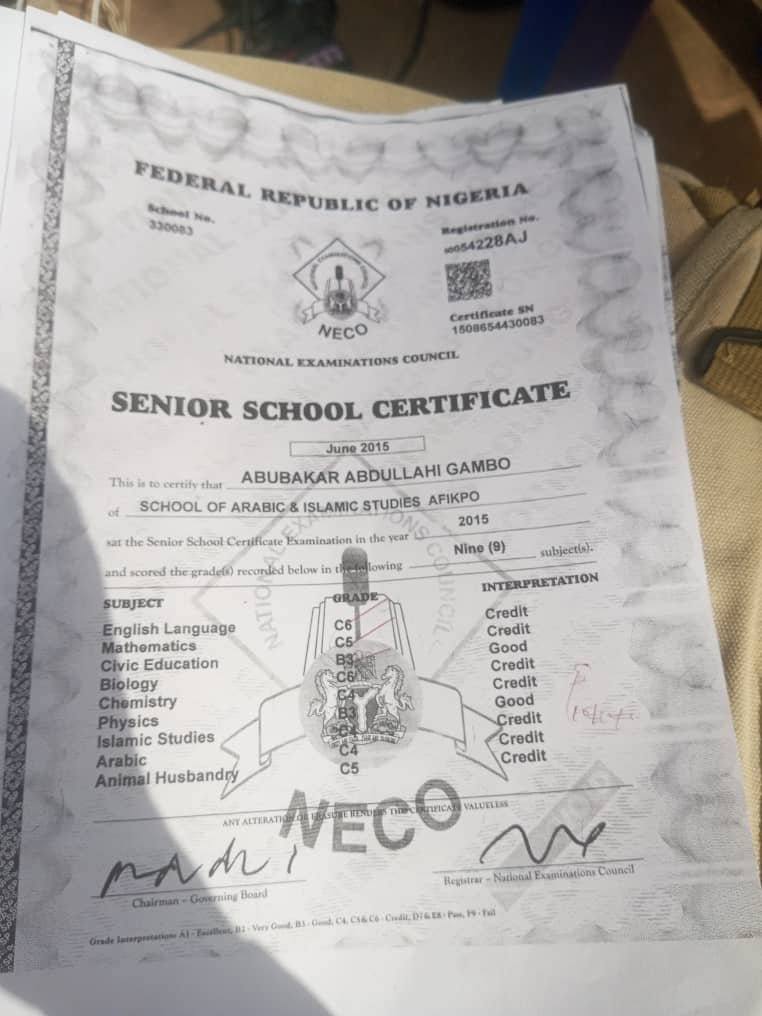 FEDERAL REPUBLIC OF NIGERIA
School No.
330083
Registration No.
54228AJ
NECO
Certificate SN
1508654430083
NATIONAL EXAMINATIONS COUNCIL
SENIOR SCHOOL CERTIFICATE
June 2015
This is to certify that ABUBAKAR ABDULLAHI GAMBO
of SCHOOL OF ARABIC & ISLAMIC STUDIES AFIKPO
sat the Senior School Certificate Examination in the year 2015
and scored the grade(s) recorded below in the following Nine (9) subject(s).
SUBJECT GRADE INTERPRETATION
English Language C6 Credit
Mathematics C5 Credit
Civic Education B3 Good
Biology C6 Credit
Chemistry C4 Credit
Physics B3 Good
Islamic Studies Credit
Arabic C4 Credit
Animal Husbandry C5 Credit
NATIONAL EXAMINATIONS COUNCIL
NECO
ANY ALTERATION OR ERASURE RENDERS THIS CERTIFICATE VALUELESS
Chairman - Governing Board
Registrar - National Examinations Council
Grade Interpretation: A1 - Excellent, B2 - Very Good, B3 - Good, C4, C5 & C6 - Credit, D7 & E8 - Pass, F9 - Fail